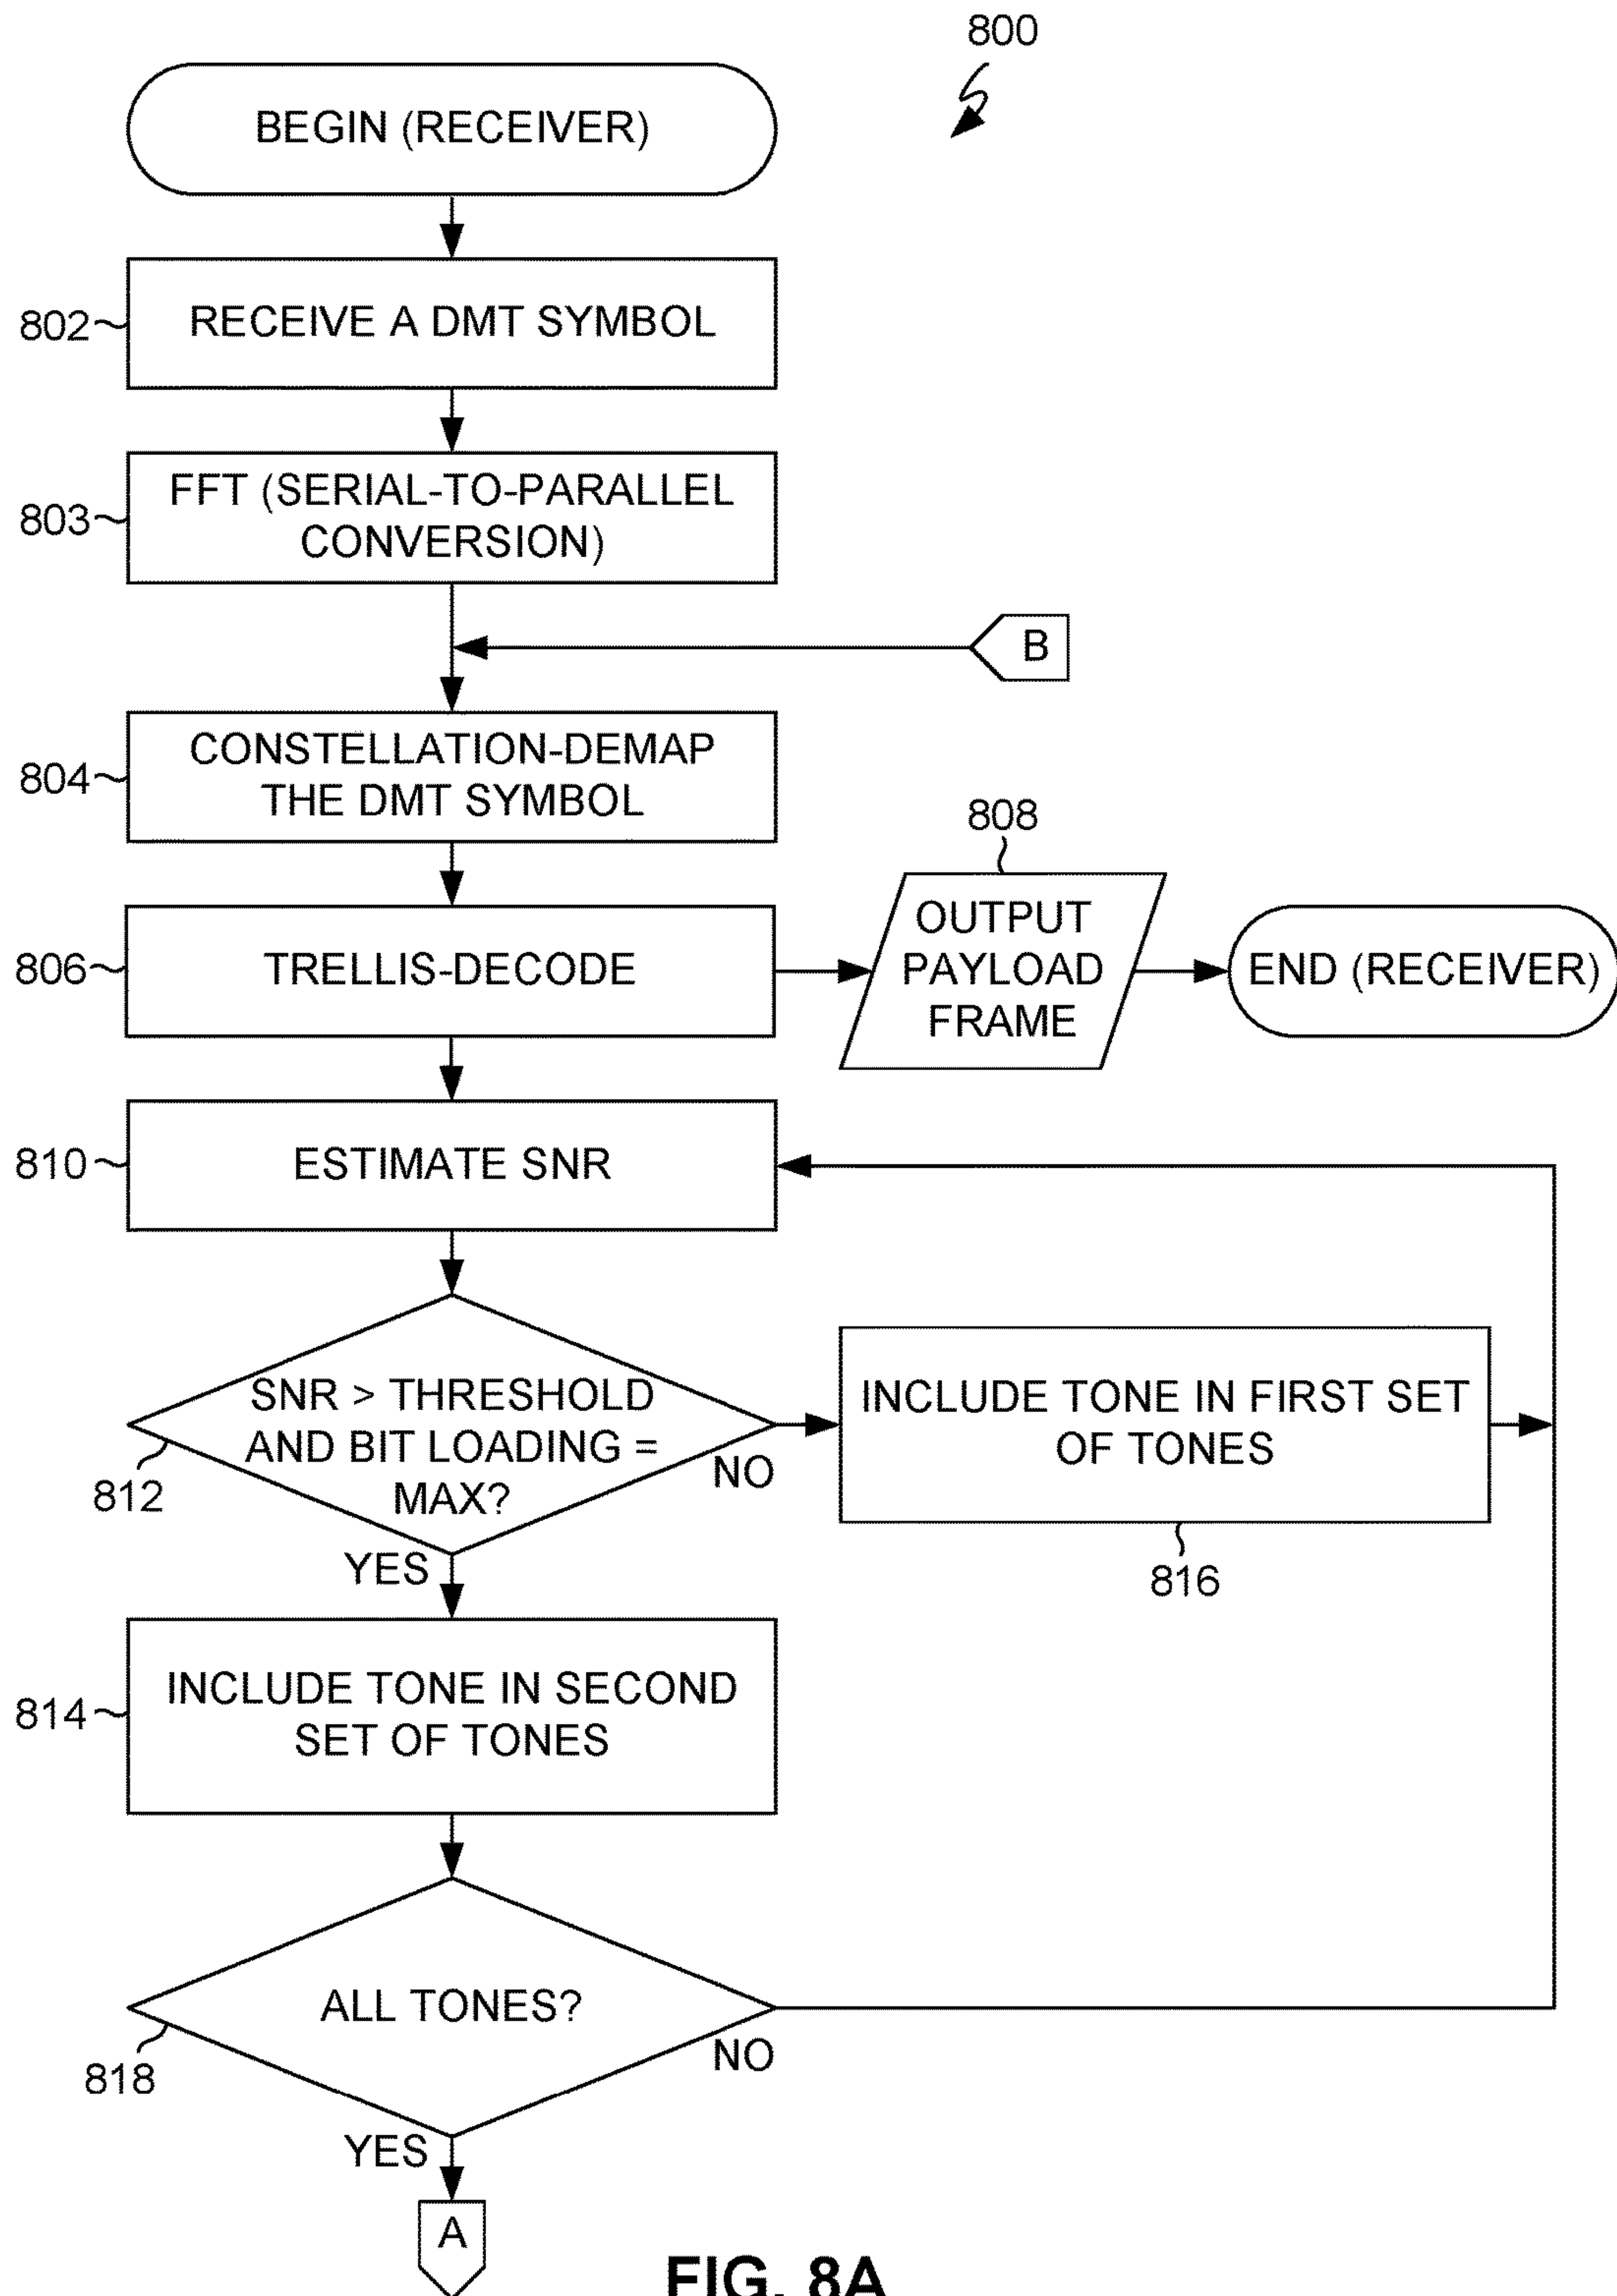 800
BEGIN (RECEIVER)
802
RECEIVE A DMT SYMBOL
803
FFT (SERIAL-TO-PARALLEL
CONVERSION)
B
804
CONSTELLATION-DEMAP
THE DMT SYMBOL
808
806
TRELLIS-DECODE
OUTPUT
PAYLOAD
FRAME
END (RECEIVER)
810
ESTIMATE SNR
SNR > THRESHOLD
AND BIT LOADING =
MAX?
812
NO
YES
INCLUDE TONE IN FIRST SET
OF TONES
816
814
INCLUDE TONE IN SECOND
SET OF TONES
ALL TONES?
818
NO
YES
A
FIG. 8A